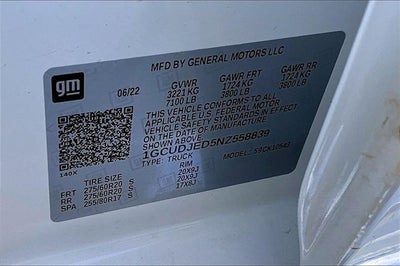 gm
MFD BY GENERAL MOTORS LLC
06/22 GVWR GAWR FRT GAWR RR
3221 KG 1724 KG 1724 KG
7100 LB 3800 LB 3800 LB
THIS VEHICLE CONFORMS TO ALL
APPLICABLE U.S. FEDERAL MOTOR
VEHICLE SAFETY STANDARDS IN EFFECT
ON THE DATE OF MANUFACTURE
SHOWN ABOVE.
1GCUDJED5NZ558839
TYPE: TRUCK MODEL:
140X
TIRE SIZE RIM
FRT 275/60R20 S 20X9J
RR 275/60R20 S 20X9J
SPA 255/80R17 S 17X8J